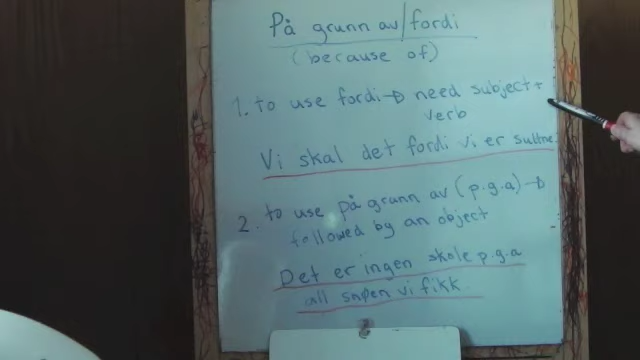 På grunn av/fordi
(because of)
1. to use fordi→ need subject+
verb
Vi skal det fordi vi er sultne
2. to use på grunn av (p.g.a)→
followed by an object
Det er ingen skole p.g.a
all snøen vi fikk